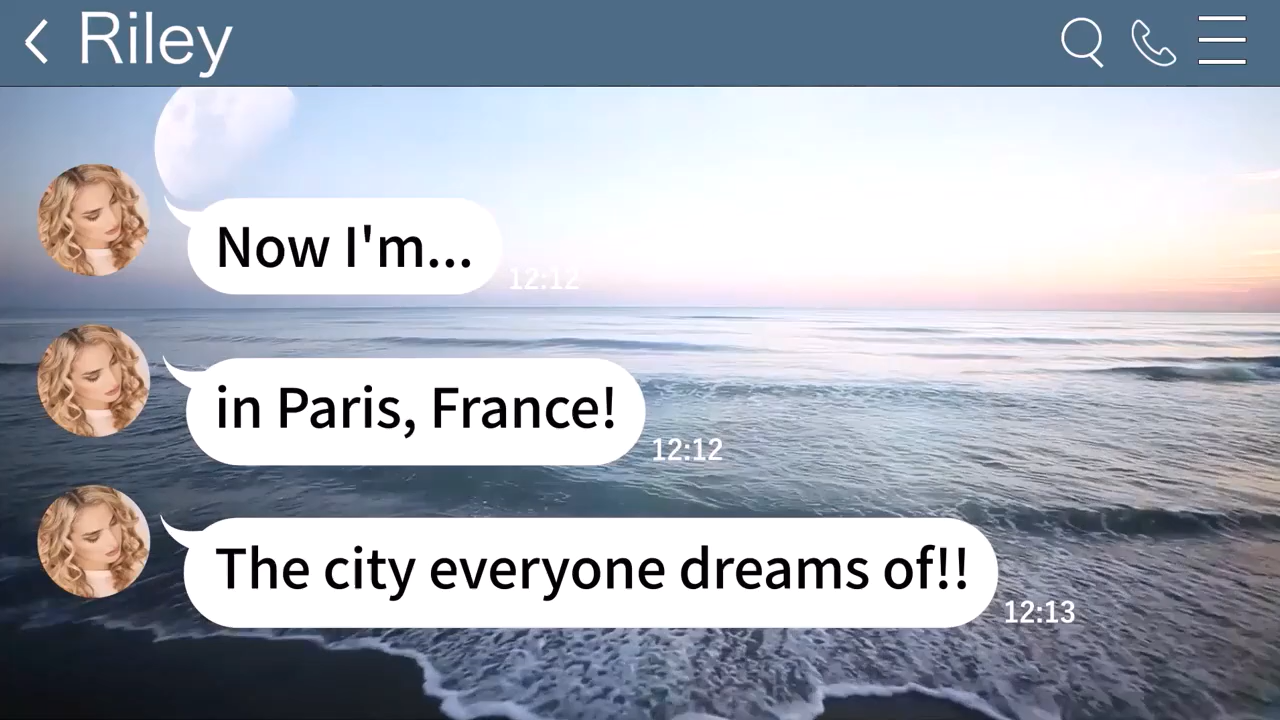 Riley
Now I'm...
12:12
in Paris, France!
12:12
The city everyone dreams of!!
12:13